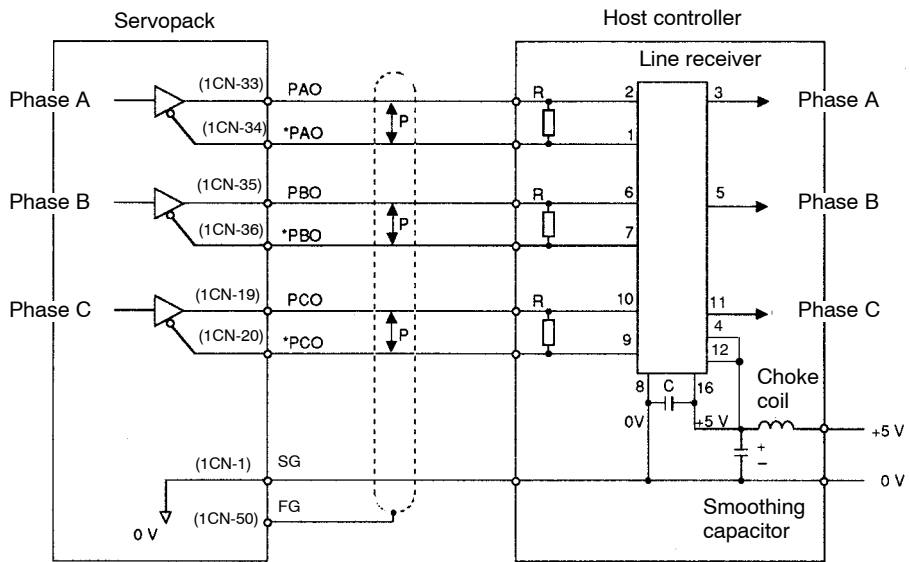 Servopack
Host controller
Line receiver
Phase A
(1CN-33)
PAO
P
R
2
3
Phase A
(1CN-34)
*PAO
1
Phase B
(1CN-35)
PBO
P
R
6
5
Phase B
(1CN-36)
*PBO
7
Phase C
(1CN-19)
PCO
P
R
10
11
Phase C
(1CN-20)
*PCO
9
4
12
8
C
16
Choke
coil
0V
+5 V
+5 V
+
−
(1CN-1)
SG
0 V
(1CN-50)
FG
0 V
Smoothing
capacitor